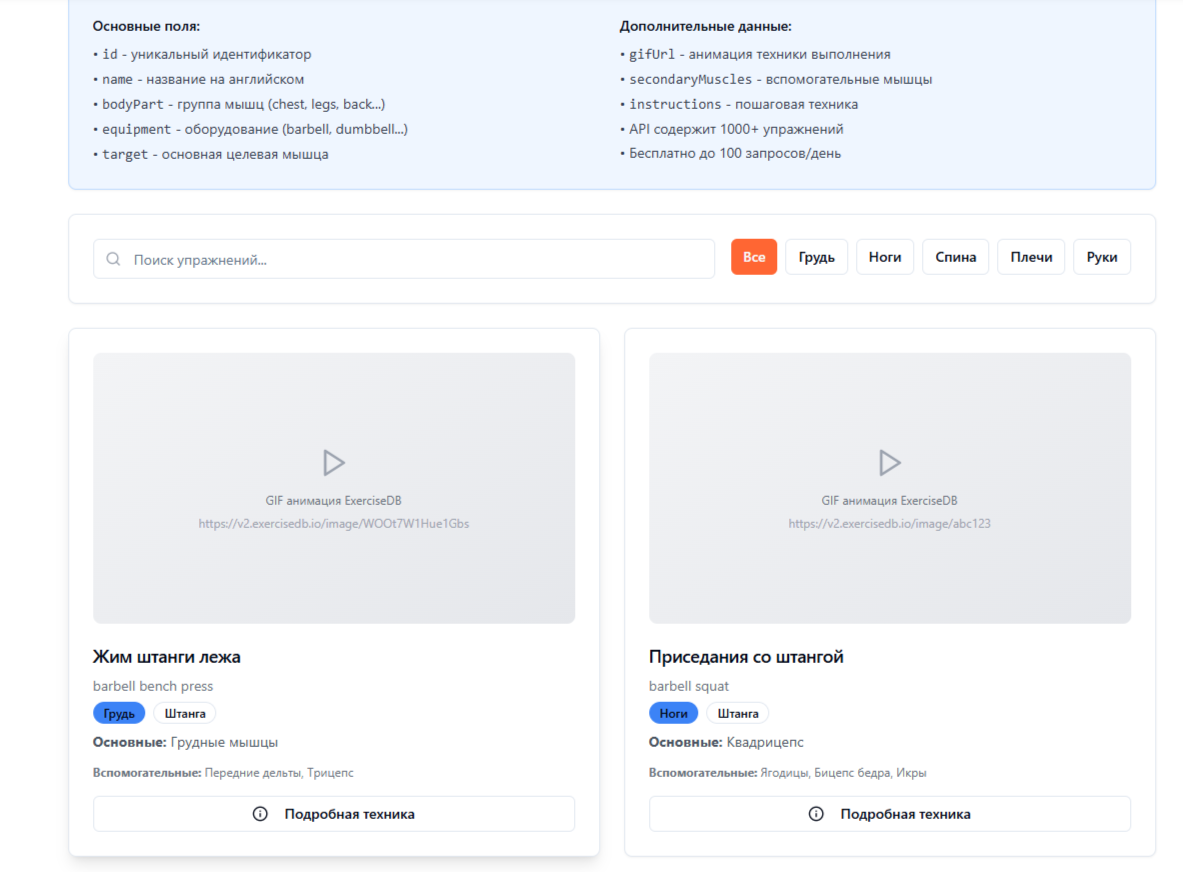 Основные поля:
• id - уникальный идентификатор
• name - название на английском
• bodyPart - группа мышц (chest, legs, back...)
• equipment - оборудование (barbell, dumbbell...)
• target - основная целевая мышца
Дополнительные данные:
• gifUrl - анимация техники выполнения
• secondaryMuscles - вспомогательные мышцы
• instructions - пошаговая техника
• API содержит 1000+ упражнений
• Бесплатно до 100 запросов/день
Поиск упражнений...
Все
Грудь
Ноги
Спина
Плечи
Руки
GIF анимация ExerciseDB
https://v2.exercisedb.io/image/WOOt7W1Hue1Gbs
Жим штанги лежа
barbell bench press
Грудь
Штанга
Основные: Грудные мышцы
Вспомогательные: Передние дельты, Трицепс
Подробная техника
GIF анимация ExerciseDB
https://v2.exercisedb.io/image/abc123
Приседания со штангой
barbell squat
Ноги
Штанга
Основные: Квадрицепс
Вспомогательные: Ягодицы, Бицепс бедра, Икры
Подробная техника